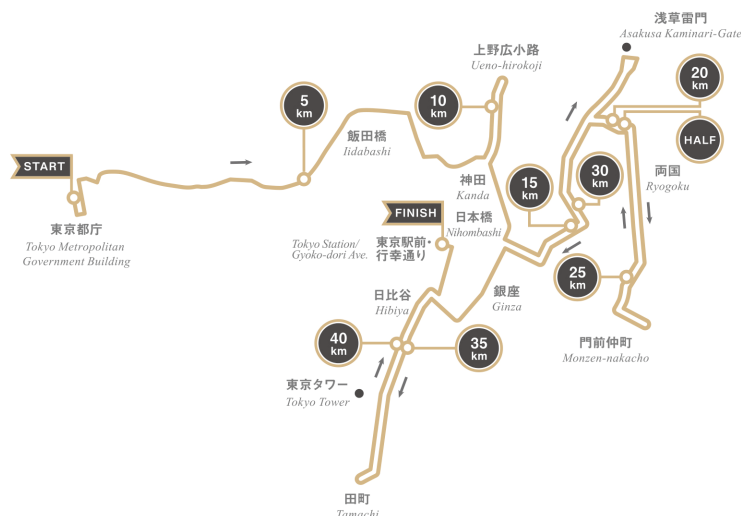 START
東京都庁
Tokyo Metropolitan
Government Building
5
km
飯田橋
Iidabashi
10
km
上野広小路
Ueno-hirokoji
神田
Kanda
日本橋
Nihombashi
15
km
浅草雷門
Asakusa Kaminari-Gate
20
km
HALF
両国
Ryogoku
25
km
門前仲町
Monzen-nakacho
30
km
銀座
Ginza
日比谷
Hibiya
35
km
田町
Tamachi
東京タワー
Tokyo Tower
40
km
FINISH
Tokyo Station/
Gyoko-dori Ave.
東京駅前・
行幸通り